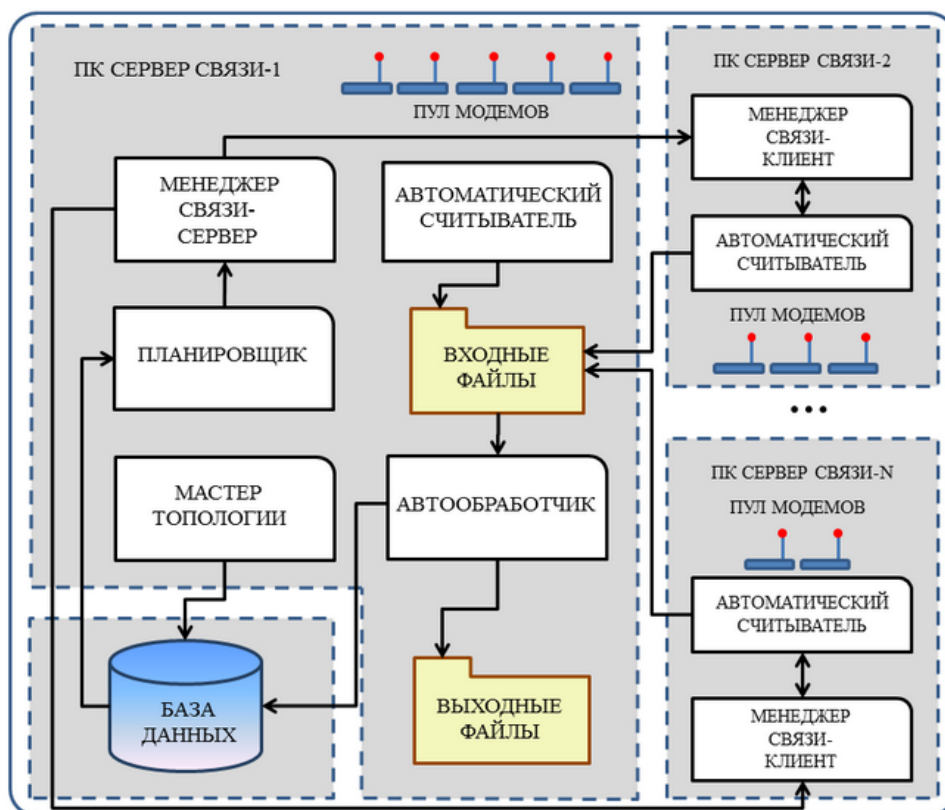 ПК СЕРВЕР СВЯЗИ-1
ПУЛ МОДЕМОВ
МЕНЕДЖЕР
СВЯЗИ-
СЕРВЕР
АВТОМАТИЧЕСКИЙ
СЧИТЫВАТЕЛЬ
ПЛАНИРОВЩИК
ВХОДНЫЕ
ФАЙЛЫ
МАСТЕР
ТОПОЛОГИИ
АВТООБРАБОТЧИК
БАЗА
ДАННЫХ
ВЫХОДНЫЕ
ФАЙЛЫ
ПК СЕРВЕР СВЯЗИ-2
МЕНЕДЖЕР
СВЯЗИ-
КЛИЕНТ
АВТОМАТИЧЕСКИЙ
СЧИТЫВАТЕЛЬ
ПУЛ МОДЕМОВ
...
ПК СЕРВЕР СВЯЗИ-N
ПУЛ МОДЕМОВ
АВТОМАТИЧЕСКИЙ
СЧИТЫВАТЕЛЬ
МЕНЕДЖЕР
СВЯЗИ-
КЛИЕНТ